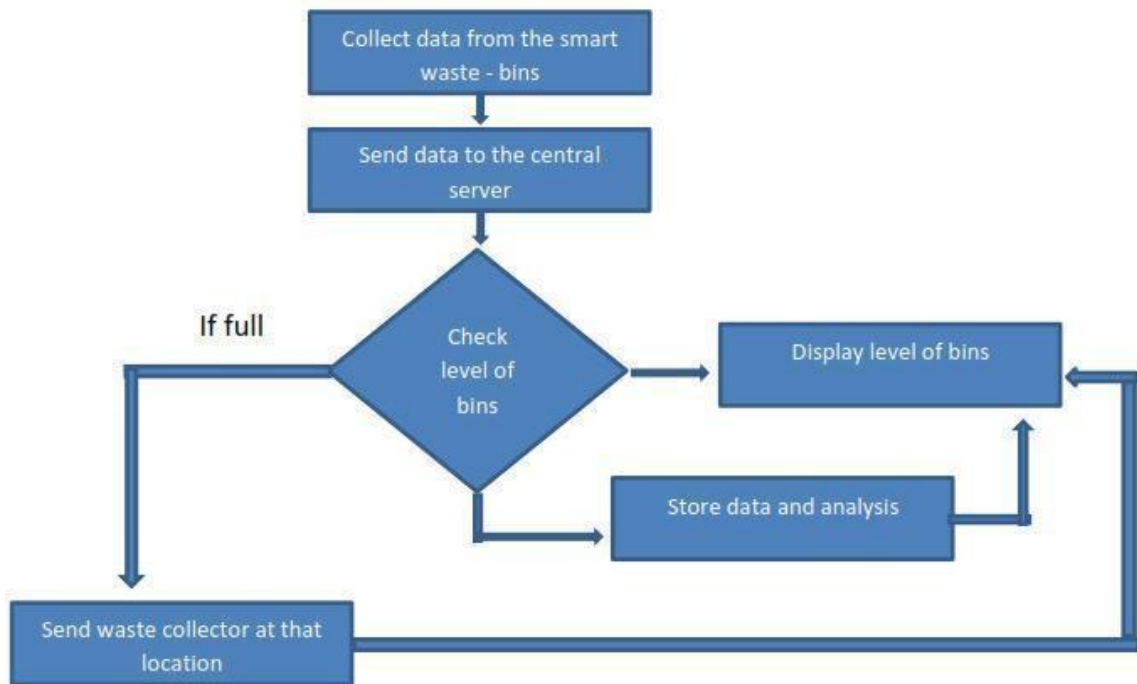 Collect data from the smart
waste - bins
Send data to the central
server
If full
Check
level of
bins
Display level of bins
Store data and analysis
Send waste collector at that
location